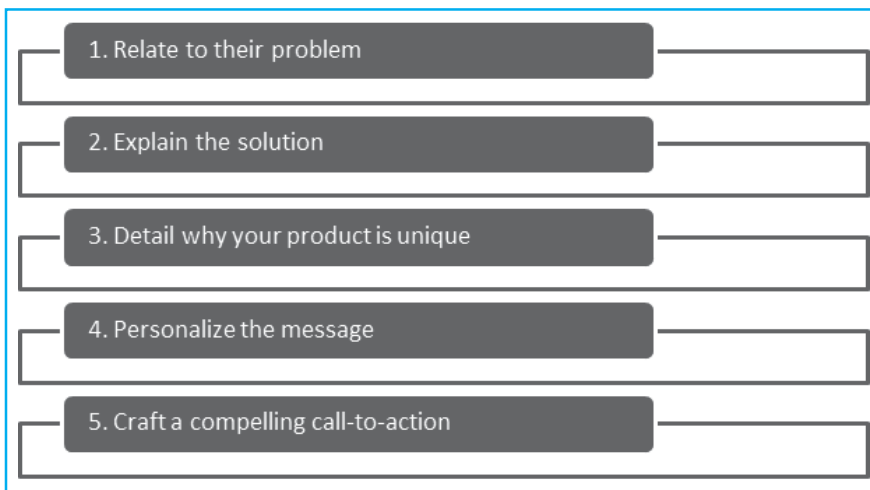 1. Relate to their problem
2. Explain the solution
3. Detail why your product is unique
4. Personalize the message
5. Craft a compelling call-to-action